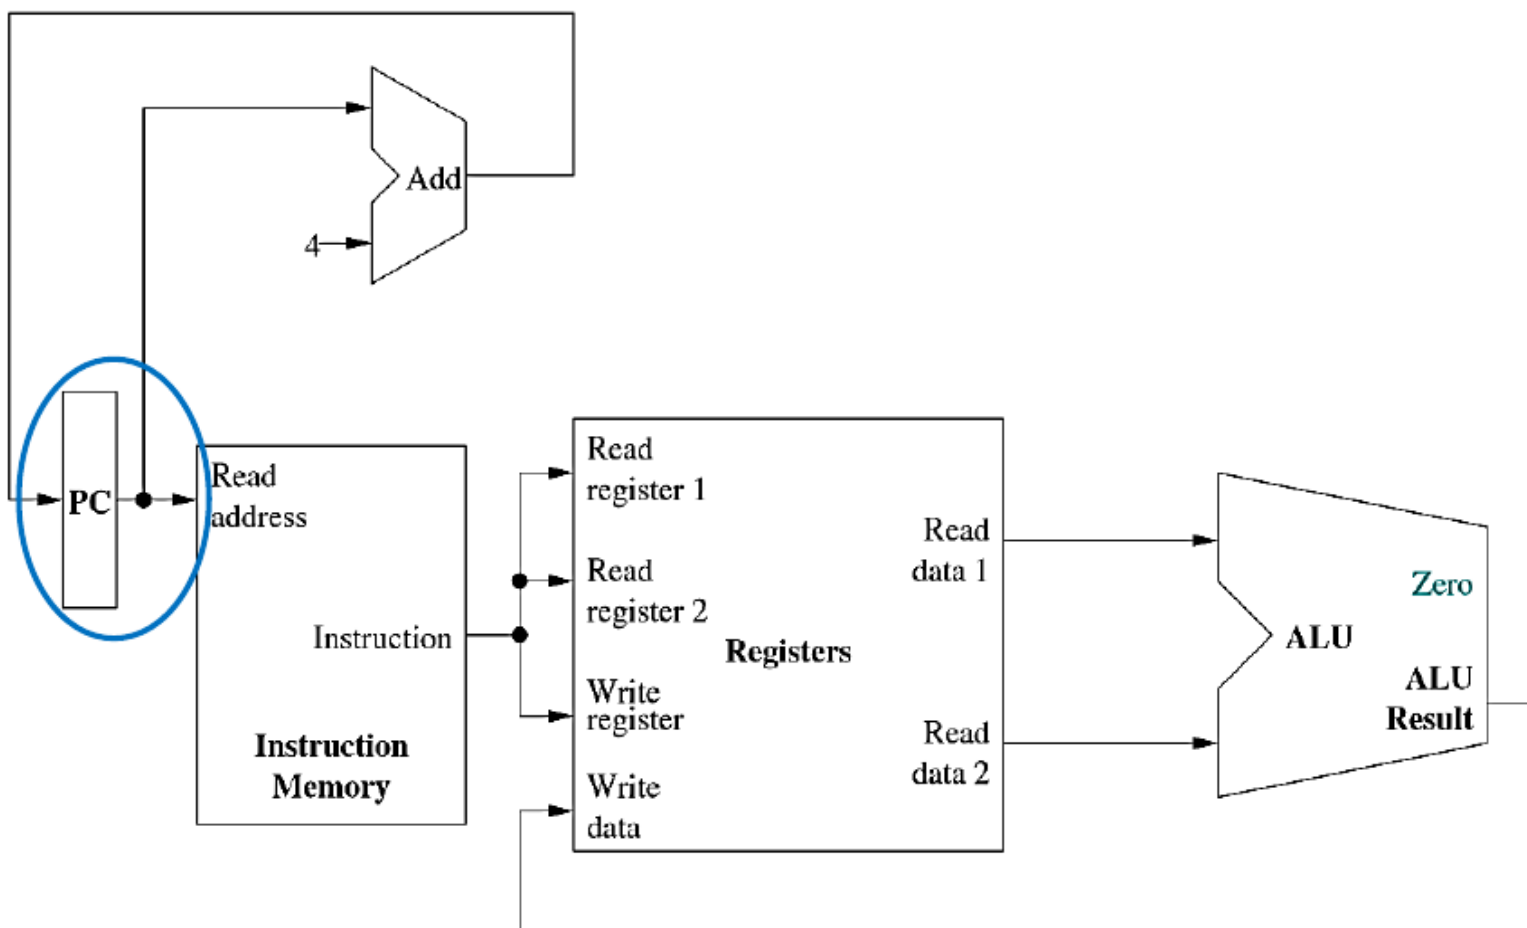 Add
4
PC
Read
address
Instruction
Instruction
Memory
Read
register 1
Read
register 2
Write
register
Write
data
Registers
Read
data 1
Read
data 2
Zero
ALU
ALU
Result